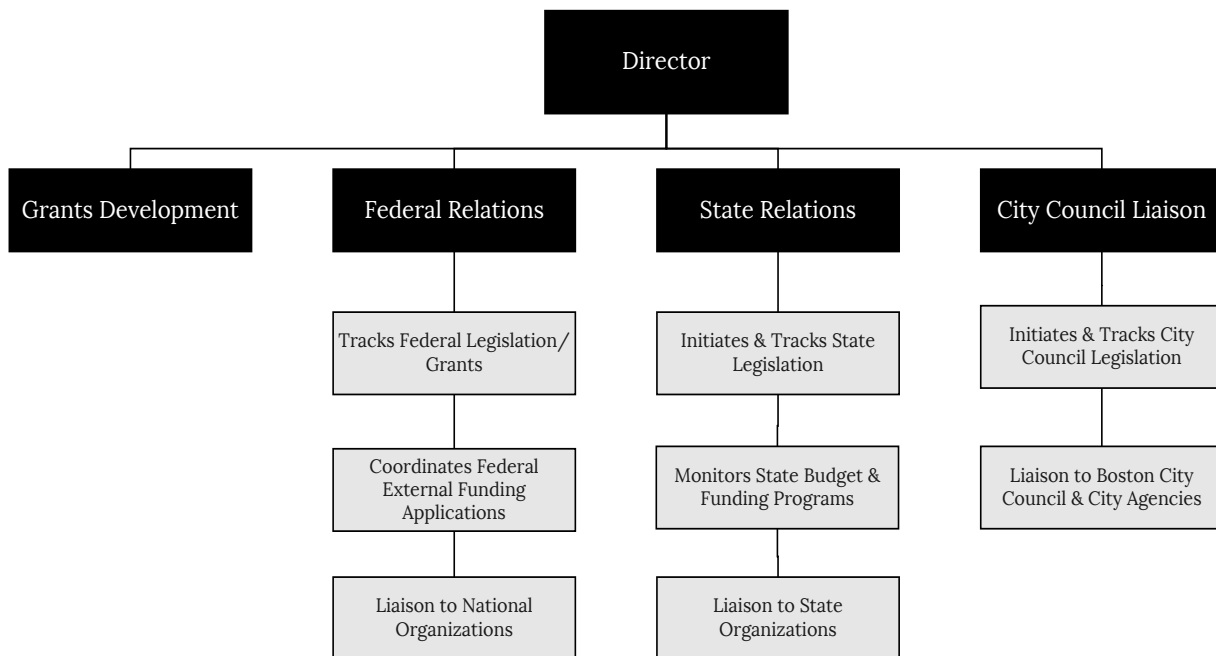 Director
Grants Development
Federal Relations
State Relations
City Council Liaison
Tracks Federal Legislation/
Grants
Initiates & Tracks State
Legislation
Initiates & Tracks City
Council Legislation
Coordinates Federal
External Funding
Applications
Monitors State Budget &
Funding Programs
Liaison to Boston City
Council & City Agencies
Liaison to National
Organizations
Liaison to State
Organizations